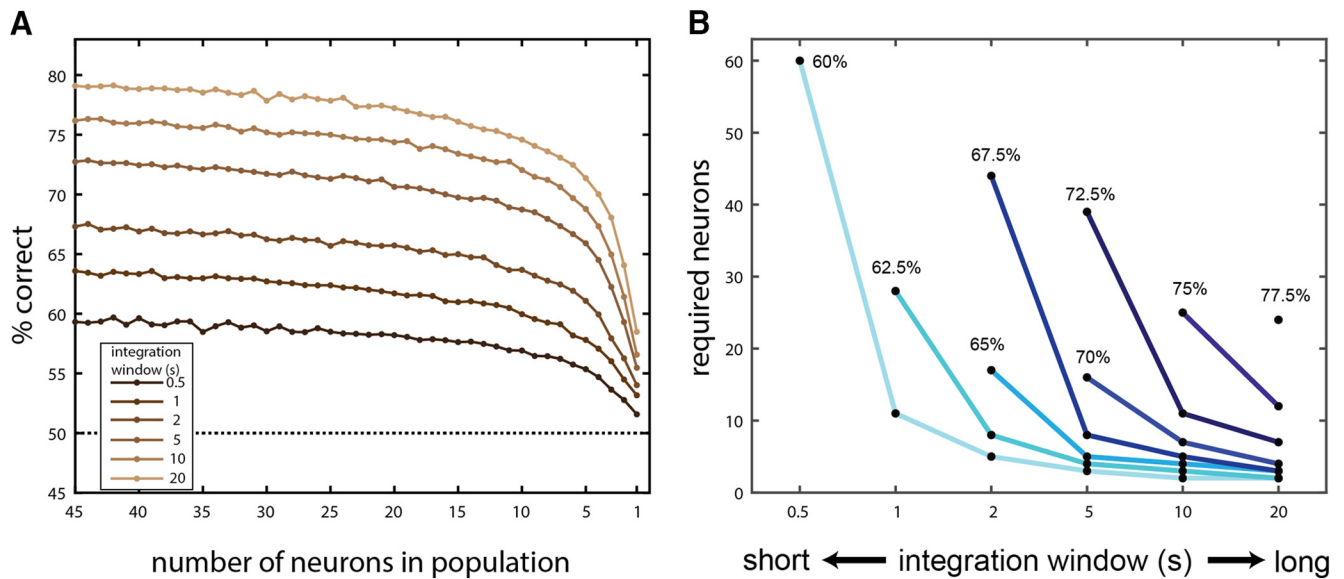 A
% correct
80
75
70
65
60
55
50
45
integration
window (s)
0.5
1
2
5
10
20
45 40 35 30 25 20 15 10 5 1
number of neurons in population
B
required neurons
60
50
40
30
20
10
0
60%
62.5%
65%
67.5%
70%
72.5%
75%
77.5%
0.5 1 2 5 10 20
short integration window (s) long